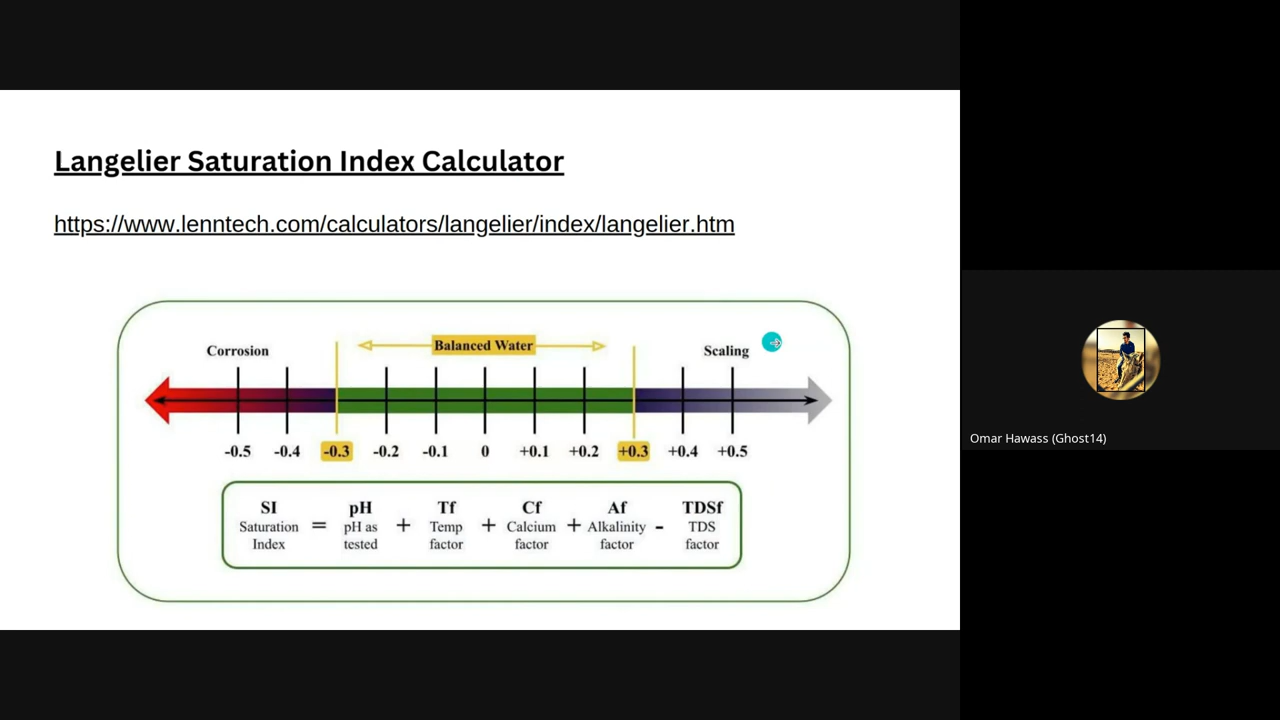 Langelier Saturation Index Calculator
https://www.lenntech.com/calculators/langelier/index/langelier.htm
Corrosion
Balanced Water
Scaling
-0.5 -0.4 -0.3 -0.2 -0.1 0 +0.1 +0.2 +0.3 +0.4 +0.5
SI pH Tf Cf Af TDSf
Saturation = pH as + Temp + Calcium + Alkalinity - TDS
Index tested factor factor factor factor
Omar Hawass (Ghost14)